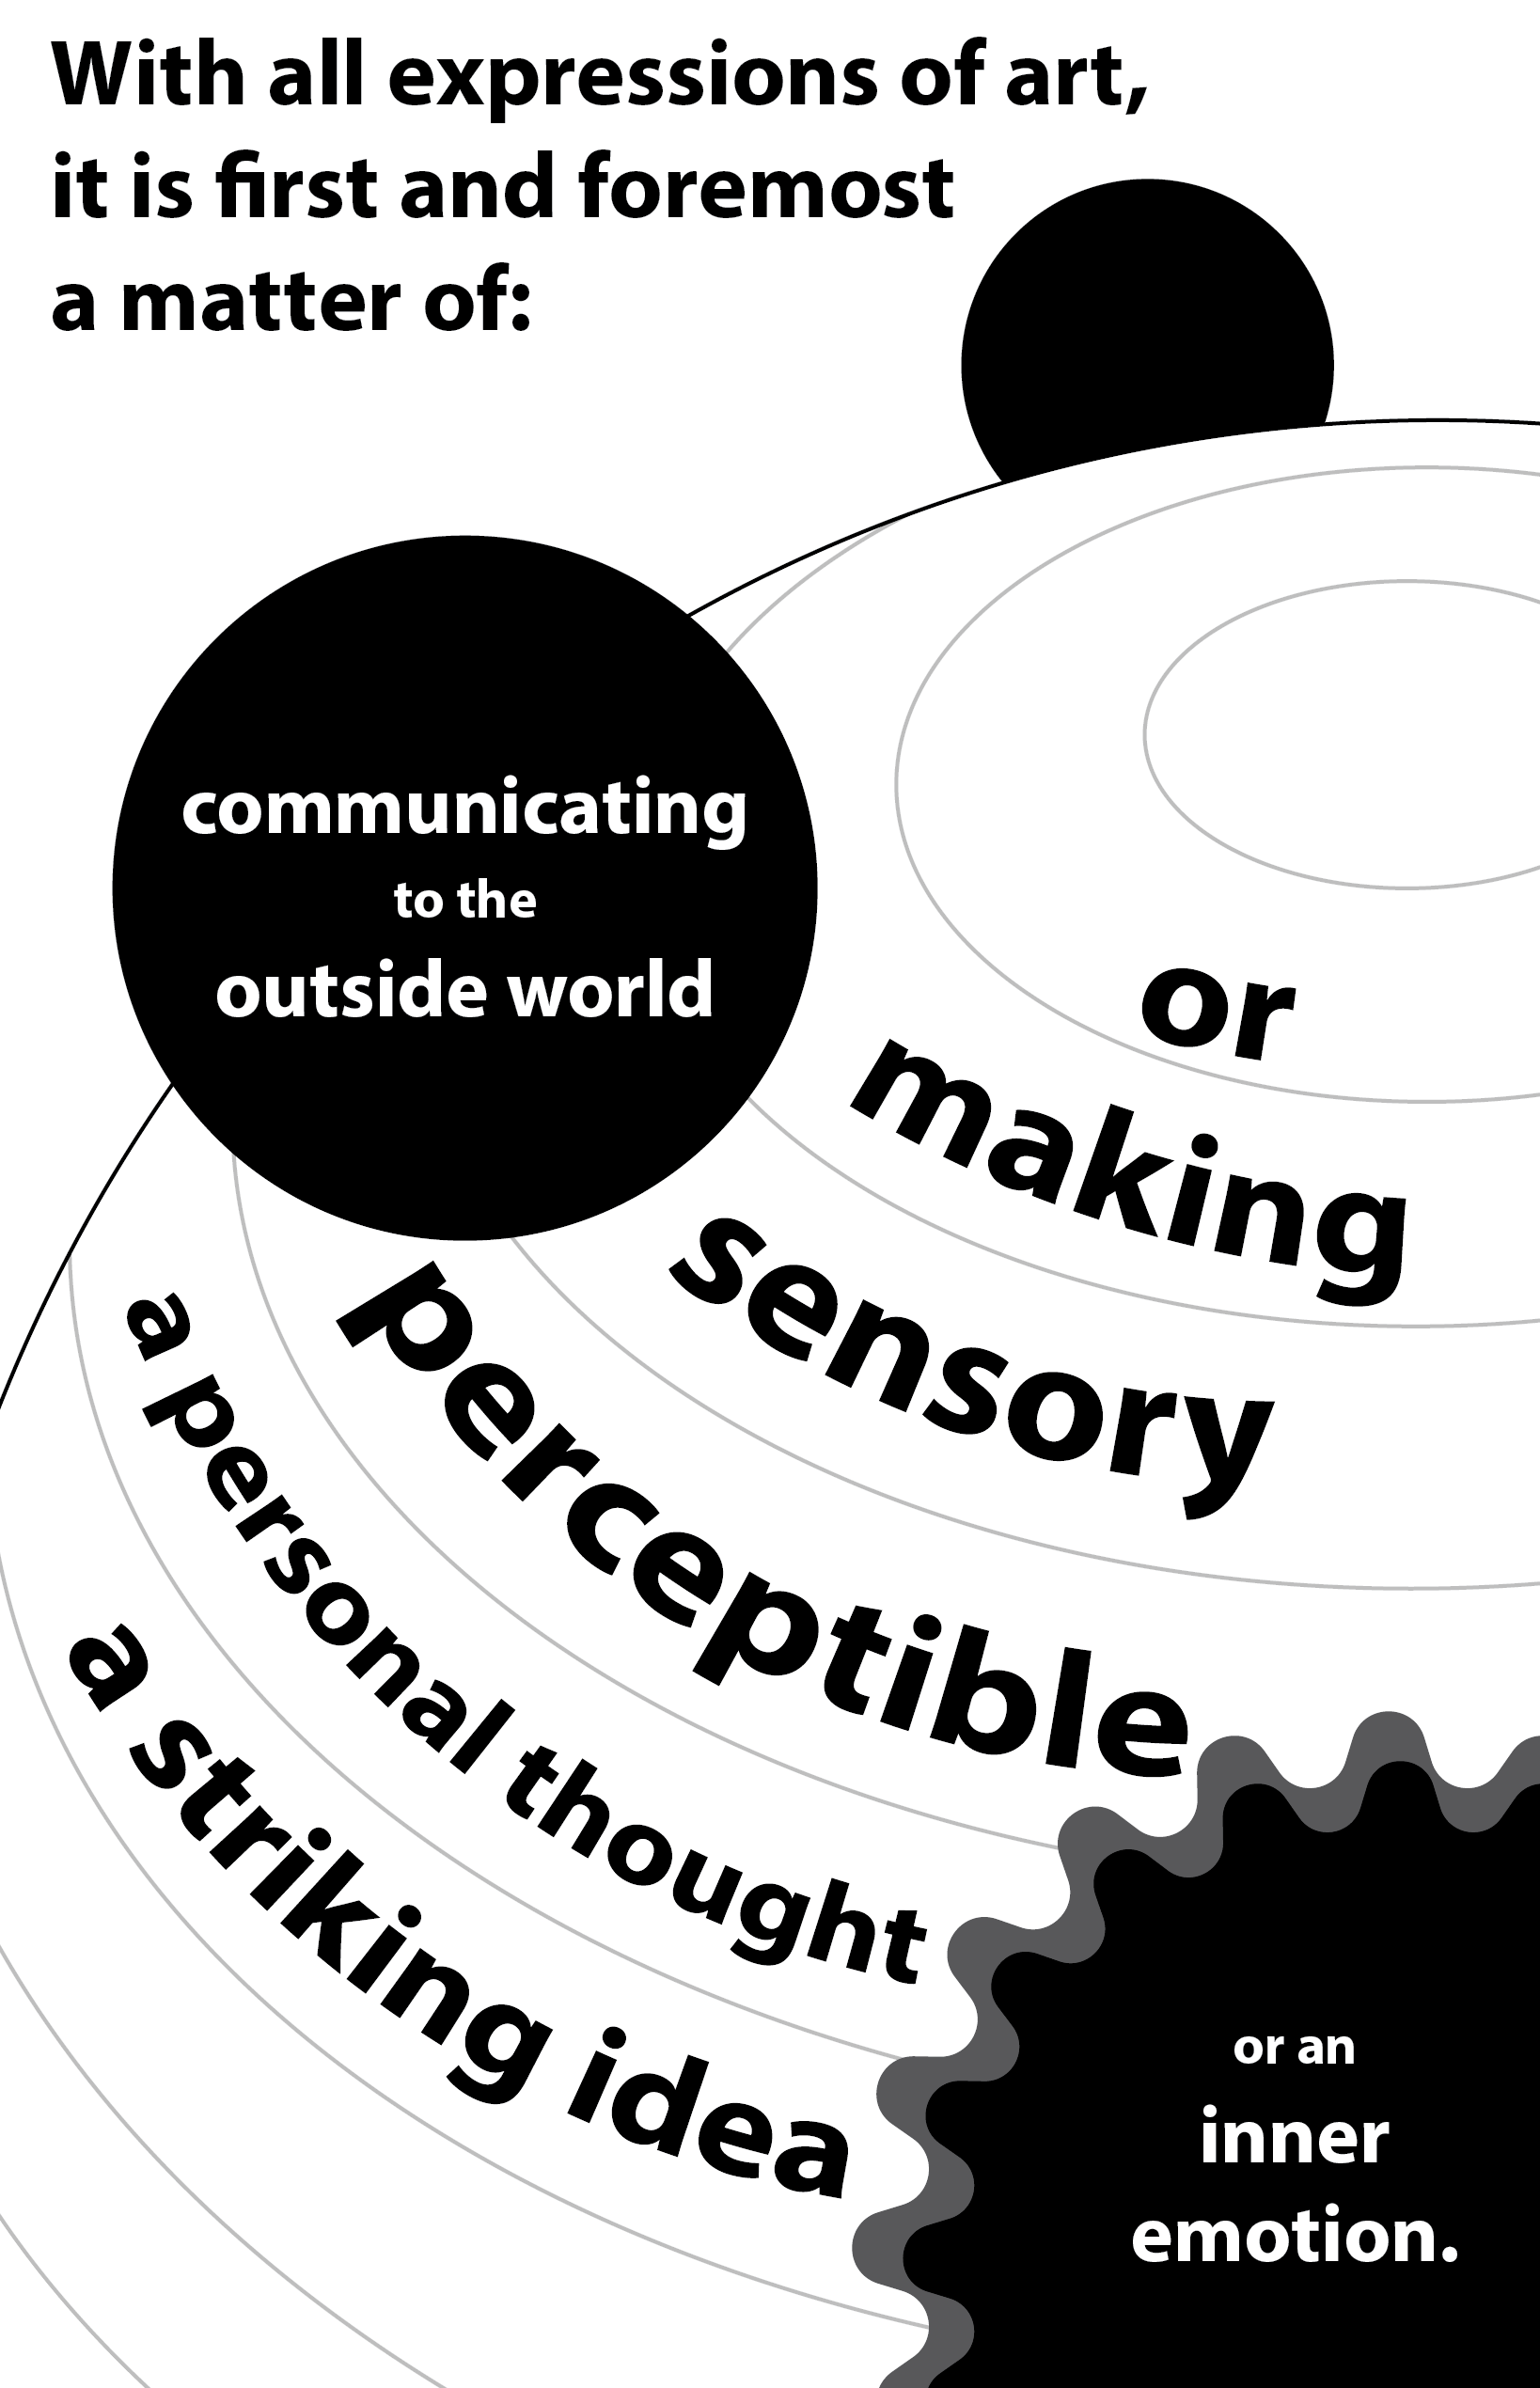 With all expressions of art,
it is first and foremost
a matter of:
communicating
to the
outside world
or
making
sensory
perceptible
a personal thought
a striking idea
or an
inner
emotion.